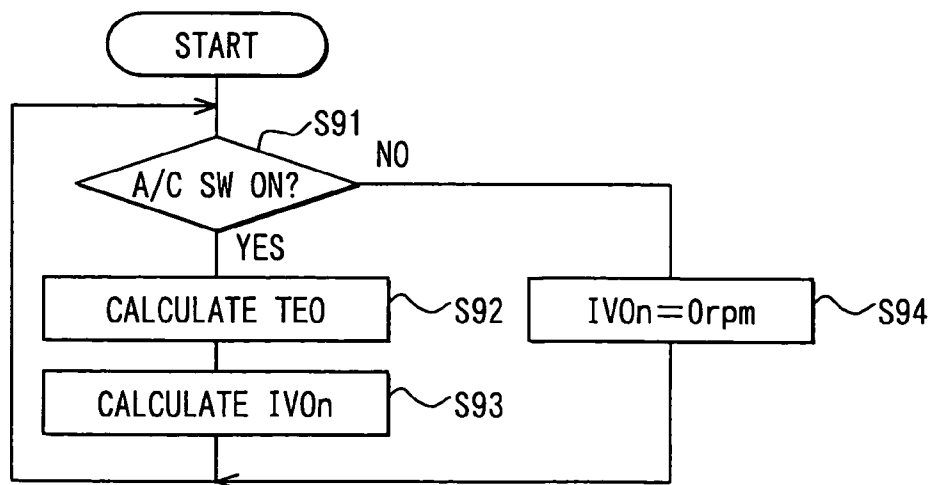 START
S91
A/C SW ON?
NO
YES
CALCULATE TEO
S92
IVOn=0rpm
S94
CALCULATE IVOn
S93